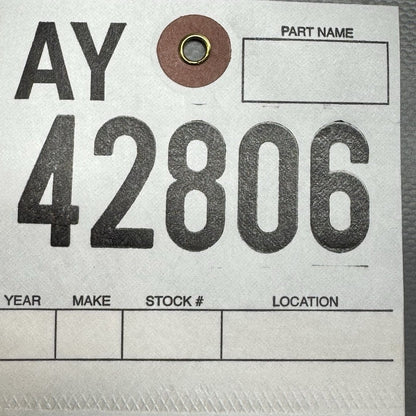 AY
PART NAME
42806
YEAR MAKE STOCK # LOCATION